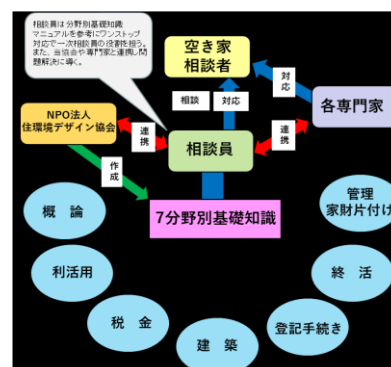 相談員は分野別基礎知識
マニュアルを参考にワンストップ
対応で一次相談員の役割を担う。
また、当協会や専門家と連携し問
題解決に導く。
空き家
相談者
対応
相談
対応
各専門家
NPO法人
住環境デザイン協会
連携
相談員
連携
作成
7分野別基礎知識
管理
家財片付け
概　論
利活用
終　活
税　金
登記手続き
建　築